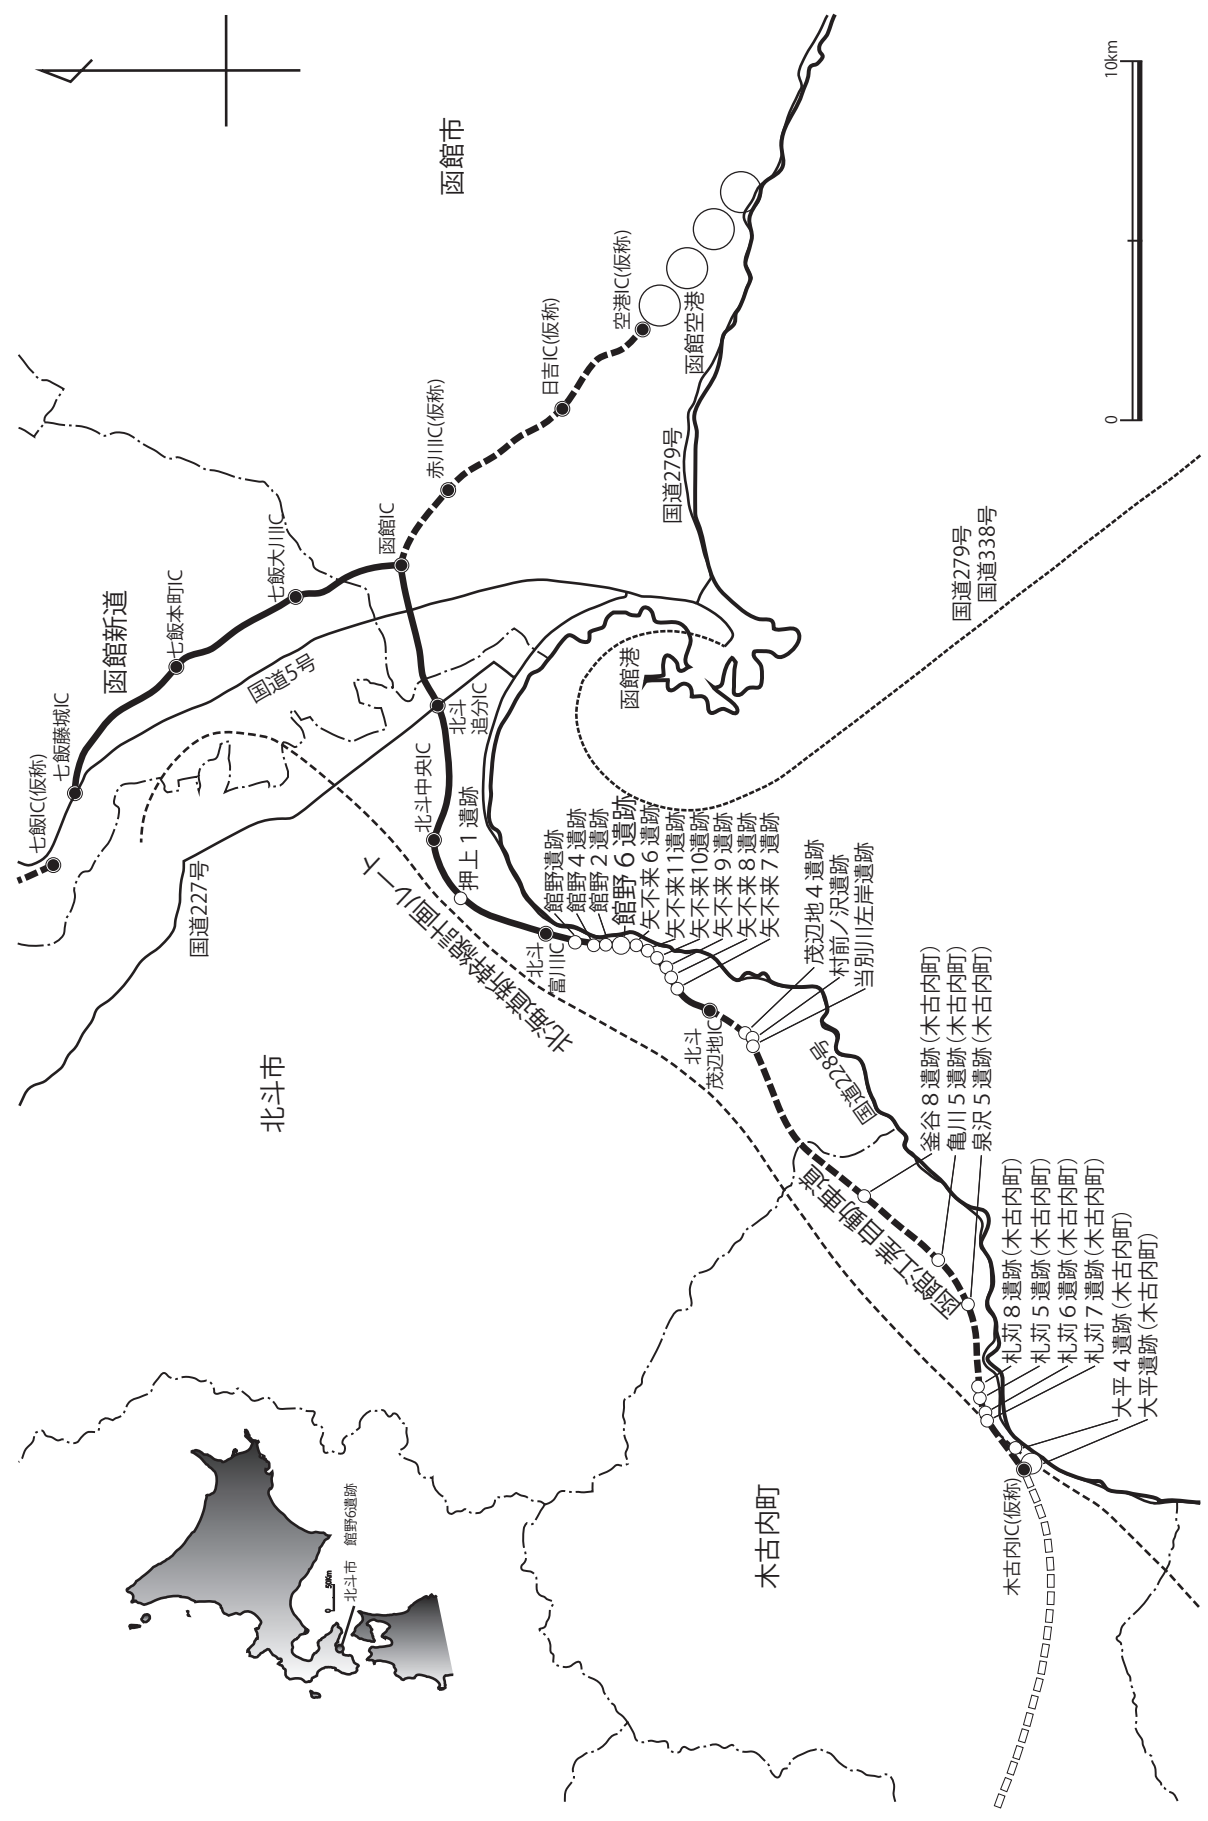 函館市
10km
0
空港IC(仮称)
函館空港
日吉IC(仮称)
赤川IC(仮称)
国道279号
函館IC
七飯大川IC
七飯本町IC
函館新道
国道5号
七飯藤城IC
七飯IC(仮称)
国道227号
国道279号
国道338号
函館港
北斗
追分IC
北斗中央IC
押上１遺跡
北海道新幹線計画ルート
北斗
富川IC
館野遺跡
館野４遺跡
館野２遺跡
館野６遺跡
矢不来６遺跡
矢不来11遺跡
矢不来10遺跡
矢不来９遺跡
矢不来８遺跡
矢不来７遺跡
北斗
茂辺地IC
茂辺地４遺跡
村前ノ沢遺跡
当別川左岸遺跡
国道228号
北斗市
函館江差自動車道
釜谷８遺跡(木古内町)
亀川５遺跡(木古内町)
泉沢５遺跡(木古内町)
札苅８遺跡(木古内町)
札苅５遺跡(木古内町)
札苅６遺跡(木古内町)
札苅７遺跡(木古内町)
大平４遺跡(木古内町)
大平遺跡(木古内町)
木古内IC(仮称)
木古内町
0 50Km
北斗市 館野6遺跡